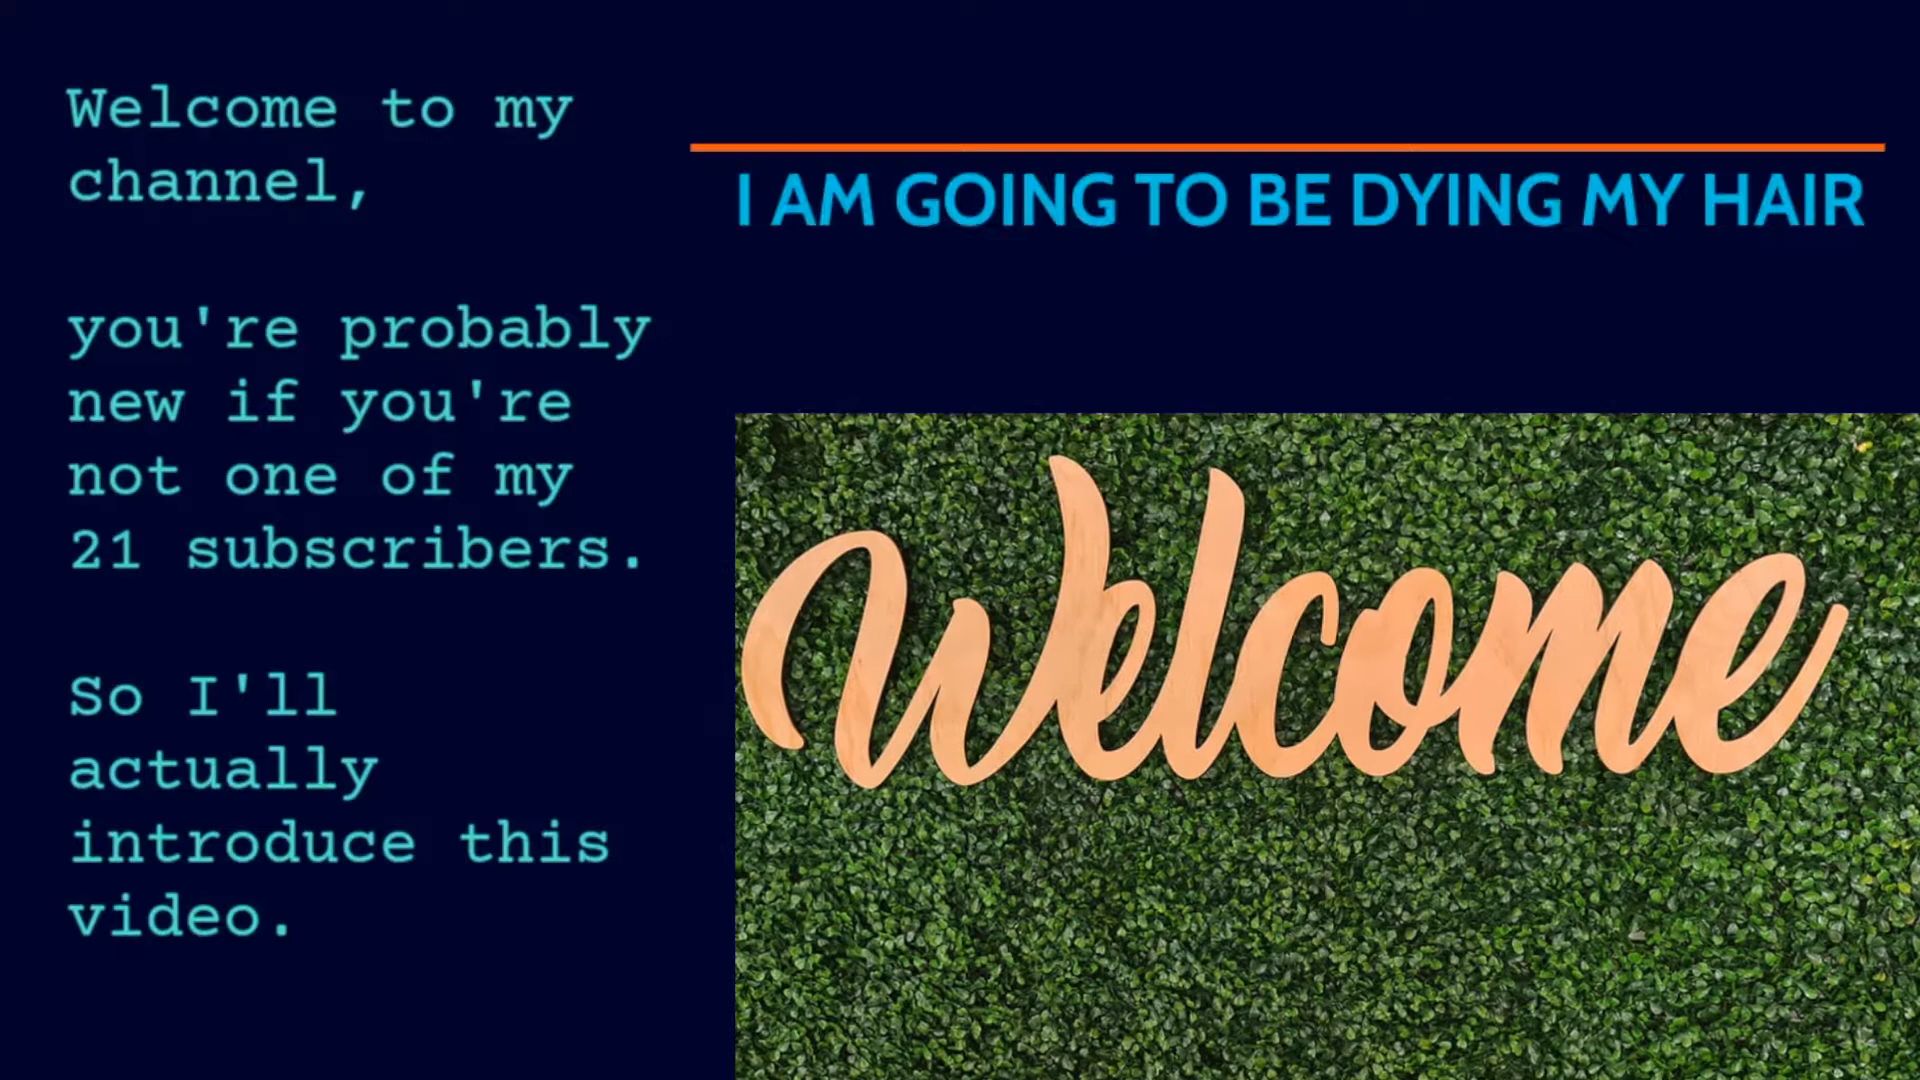 Welcome to my
channel,
you're probably
new if you're
not one of my
21 subscribers.
So I'll
actually
introduce this
video.
I AM GOING TO BE DYING MY HAIR
Welcome